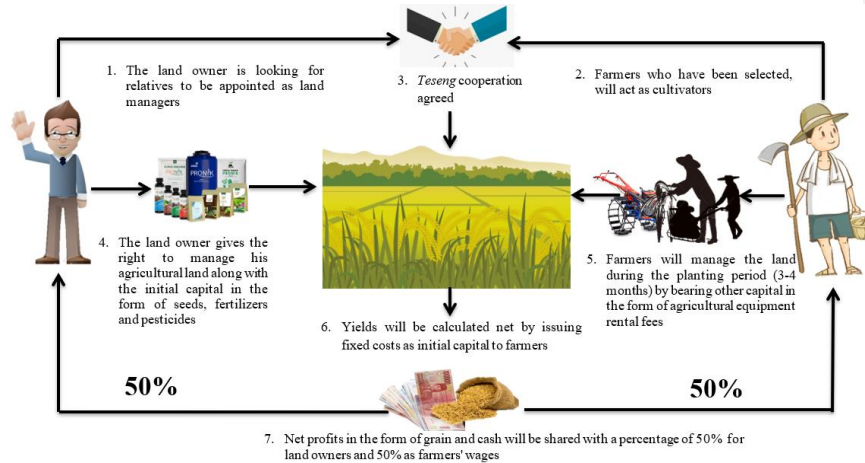 1. The land owner is looking for
relatives to be appointed as land
managers
3. Teseng cooperation
agreed
2. Farmers who have been selected,
will act as cultivators
PRONIK
4. The land owner gives the
right to manage his
agricultural land along with
the initial capital in the
form of seeds, fertilizers
and pesticides
5. Farmers will manage the land
during the planting period (3-4
months) by bearing other capital in
the form of agricultural equipment
rental fees
6. Yields will be calculated net by issuing
fixed costs as initial capital to farmers
50%
50%
7. Net profits in the form of grain and cash will be shared with a percentage of 50% for
land owners and 50% as farmers' wages